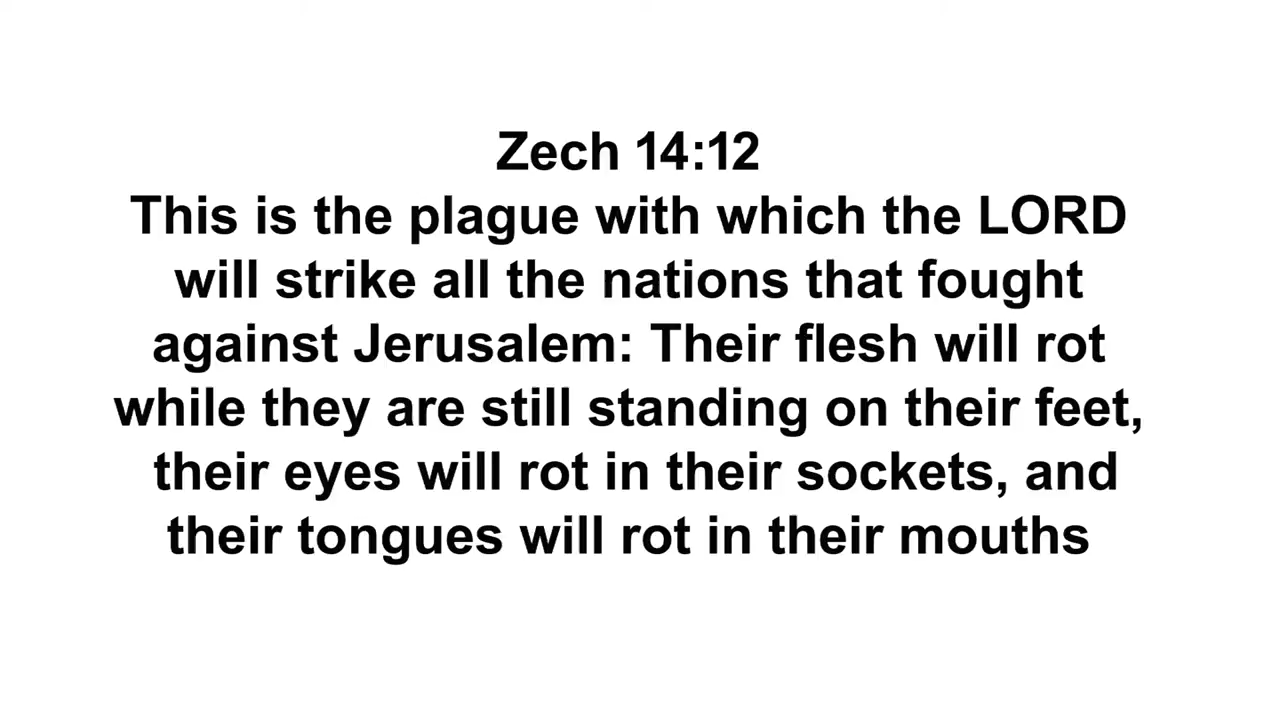 Zech 14:12
This is the plague with which the LORD
will strike all the nations that fought
against Jerusalem: Their flesh will rot
while they are still standing on their feet,
their eyes will rot in their sockets, and
their tongues will rot in their mouths